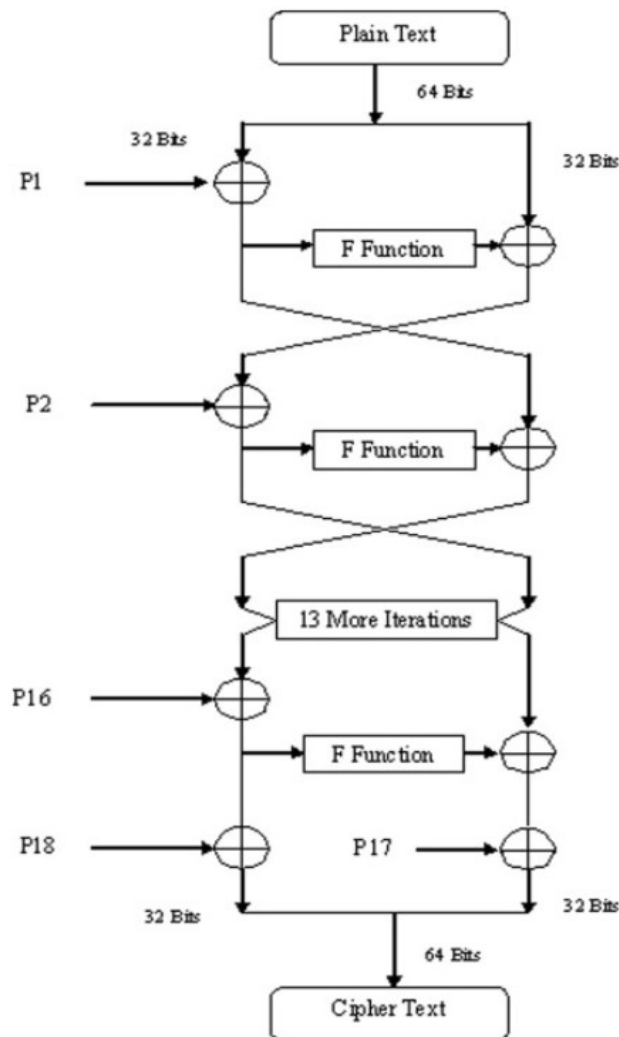 Plain Text
64 Bits
32 Bits
32 Bits
P1
F Function
P2
F Function
13 More Iterations
P16
F Function
P18
P17
32 Bits
32 Bits
64 Bits
Cipher Text